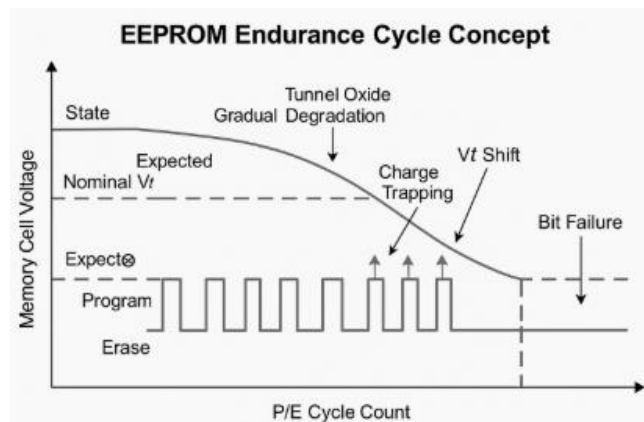 EEPROM Endurance Cycle Concept
State
Tunnel Oxide
Gradual Degradation
Expected
Nominal Vt
Charge
Trapping
Vt Shift
Bit Failure
Expect⊗
Program
Erase
Memory Cell Voltage
P/E Cycle Count